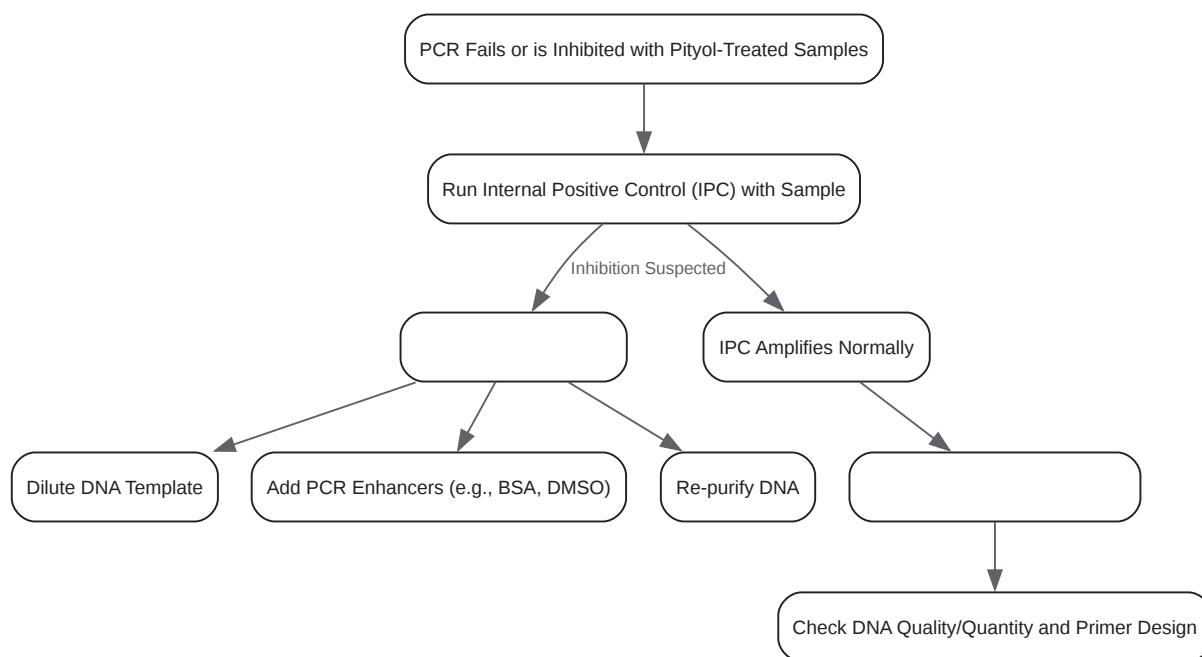 PCR Fails or is Inhibited with Pityol-Treated Samples
Run Internal Positive Control (IPC) with Sample
Inhibition Suspected
IPC Amplifies Normally
Dilute DNA Template
Add PCR Enhancers (e.g., BSA, DMSO)
Re-purify DNA
Check DNA Quality/Quantity and Primer Design